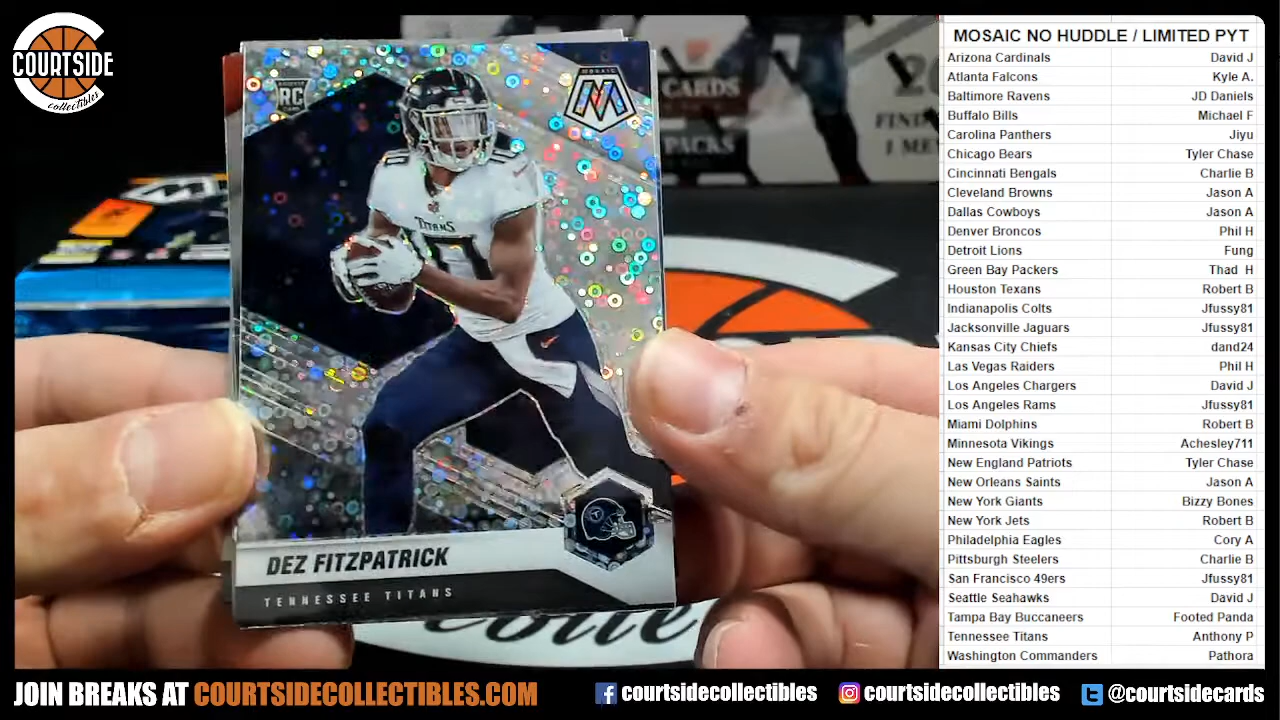 COURTSIDE
collectibles
RC
MOSAIC
TITANS
10
DEZ FITZPATRICK
TENNESSEE TITANS
CARDS
PACKS
FIND
1 ME
MOSAIC NO HUDDLE / LIMITED PYT
Arizona Cardinals David J
Atlanta Falcons Kyle A.
Baltimore Ravens JD Daniels
Buffalo Bills Michael F
Carolina Panthers Jiyu
Chicago Bears Tyler Chase
Cincinnati Bengals Charlie B
Cleveland Browns Jason A
Dallas Cowboys Jason A
Denver Broncos Phil H
Detroit Lions Fung
Green Bay Packers Thad H
Houston Texans Robert B
Indianapolis Colts Jfussy81
Jacksonville Jaguars Jfussy81
Kansas City Chiefs dand24
Las Vegas Raiders Phil H
Los Angeles Chargers David J
Los Angeles Rams Jfussy81
Miami Dolphins Robert B
Minnesota Vikings Achesley711
New England Patriots Tyler Chase
New Orleans Saints Jason A
New York Giants Bizzy Bones
New York Jets Robert B
Philadelphia Eagles Cory A
Pittsburgh Steelers Charlie B
San Francisco 49ers Jfussy81
Seattle Seahawks David J
Tampa Bay Buccaneers Footed Panda
Tennessee Titans Anthony P
Washington Commanders Pathora
JOIN BREAKS AT COURTSIDECOLLECTIBLES.COM
courtsidecollectibles
courtsidecollectibles
@courtsidecards